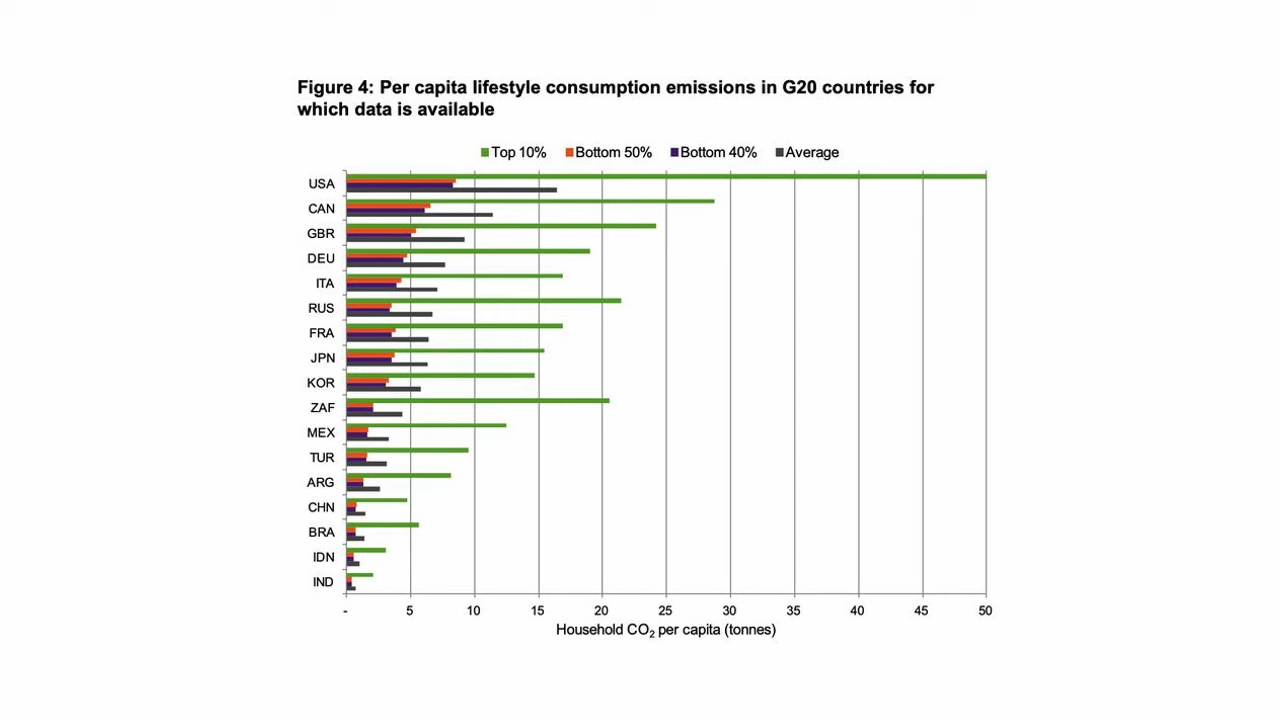 Figure 4: Per capita lifestyle consumption emissions in G20 countries for
which data is available
Top 10% Bottom 50% Bottom 40% Average
USA
CAN
GBR
DEU
ITA
RUS
FRA
JPN
KOR
ZAF
MEX
TUR
ARG
CHN
BRA
IDN
IND
- 5 10 15 20 25 30 35 40 45 50
Household CO₂ per capita (tonnes)